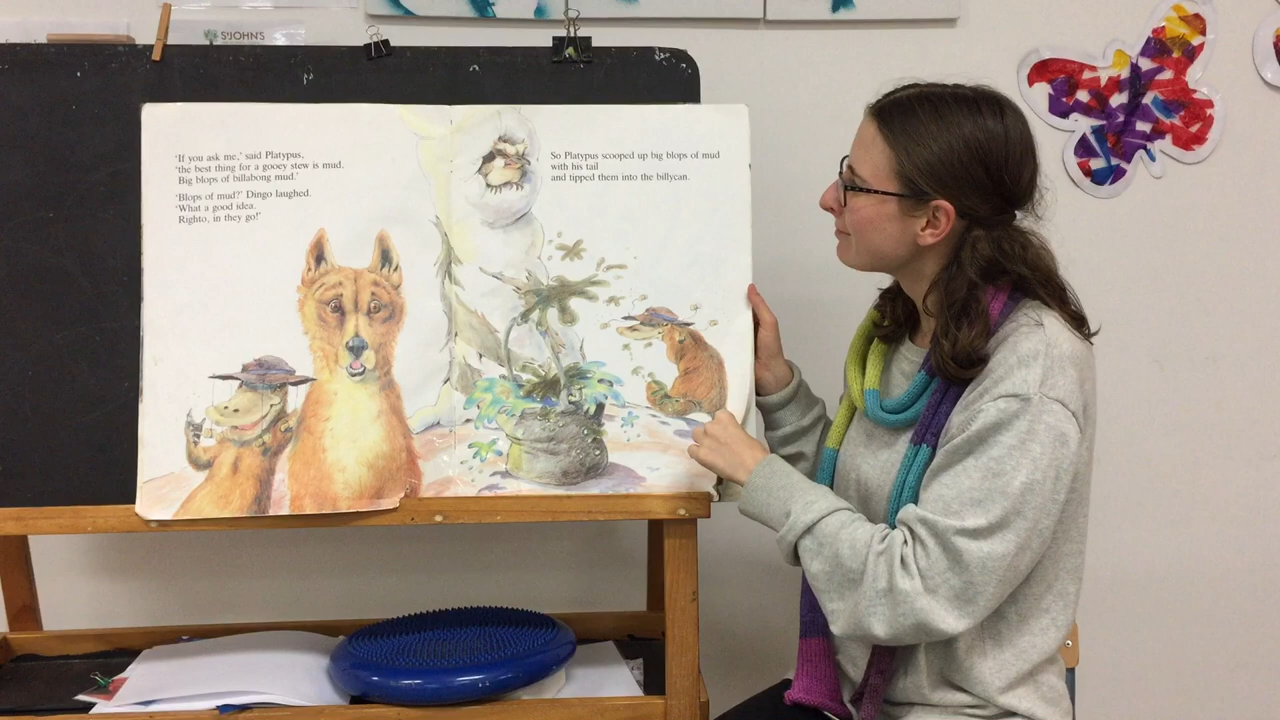 St JOHN'S
'If you ask me,' said Platypus,
'the best thing for a gooey stew is mud.
Big blops of billabong mud.'
'Blops of mud?' Dingo laughed.
'What a good idea.
Righto, in they go!'
So Platypus scooped up big blops of mud
with his tail
and tipped them into the billycan.